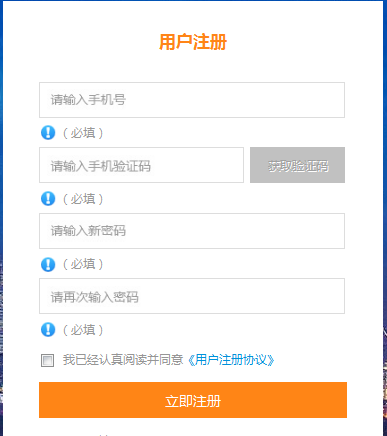 用户注册
请输入手机号
（必填）
请输入手机验证码 获取验证码
（必填）
请输入新密码
（必填）
请再次输入密码
（必填）
我已经认真阅读并同意《用户注册协议》
立即注册